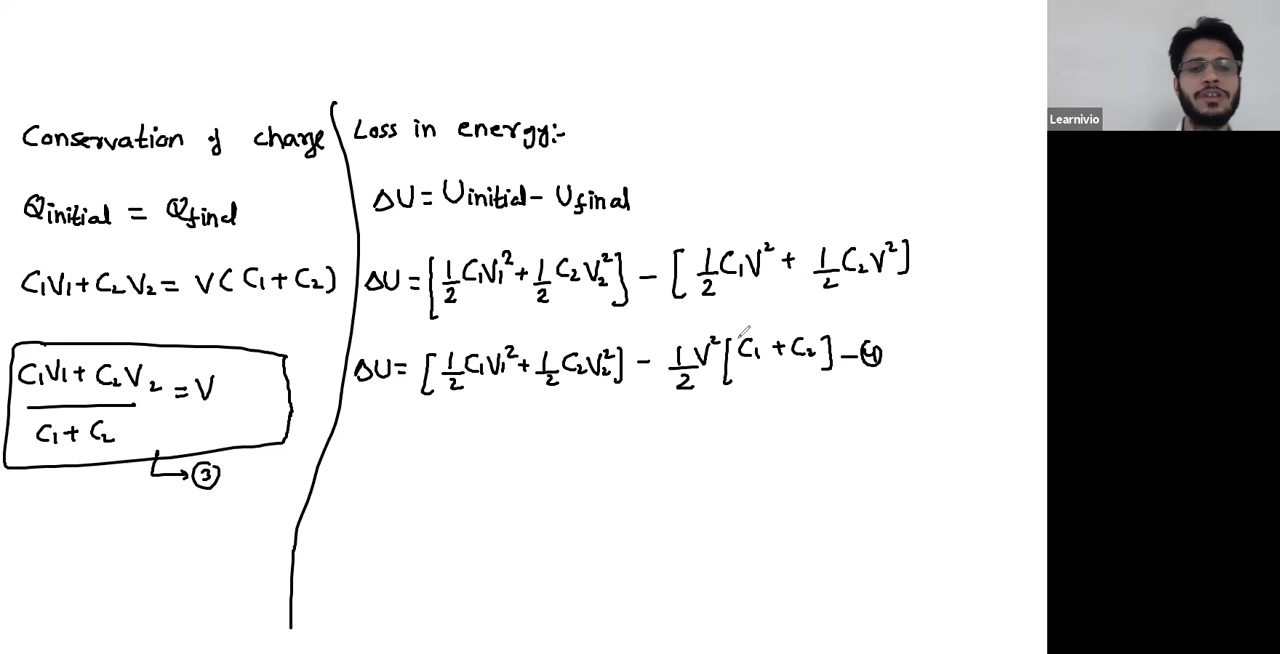 Conservation of charge
Qinitial = Qfinal
C₁V₁ + C₂V₂ = V(C₁ + C₂)
C₁V₁ + C₂V₂ = V
C₁ + C₂
→ ③
Loss in energy:-
ΔU = Uinitial - Ufinal
ΔU = [1/2 C₁V₁² + 1/2 C₂V₂²] - [1/2 C₁V² + 1/2 C₂V²]
ΔU = [1/2 C₁V₁² + 1/2 C₂V₂²] - 1/2 V² [C₁ + C₂] - ④
Learnivio